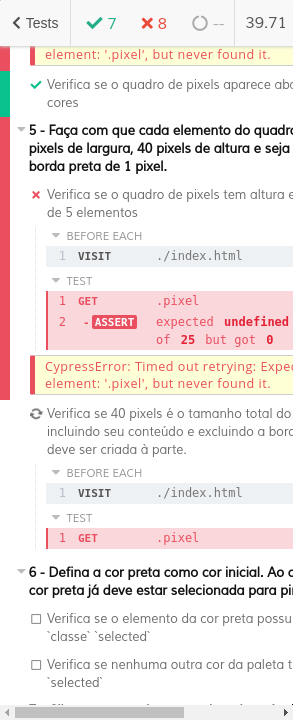 Tests 7 8 -- 39.71
element: '.pixel', but never found it.
Verifica se o quadro de pixels aparece
cores
5 - Faça com que cada elemento do
pixels de largura, 40 pixels de altura e seja
borda preta de 1 pixel.
Verifica se o quadro de pixels tem altura e
de 5 elementos
BEFORE EACH
1 VISIT ./index.html
TEST
1 GET .pixel
2 -ASSERT expected undefined
of 25 but got 0
CypressError: Timed out retrying:
element: '.pixel', but never found it.
Verifica se 40 pixels é o tamanho total do
incluindo seu conteúdo e excluindo a
deve ser criada à parte.
BEFORE EACH
1 VISIT ./index.html
TEST
1 GET .pixel
6 - Defina a cor preta como cor inicial. Ao
cor preta já deve estar selecionada para
Verifica se o elemento da cor preta
`classe` `selected`
Verifica se nenhuma outra cor da paleta
`selected`